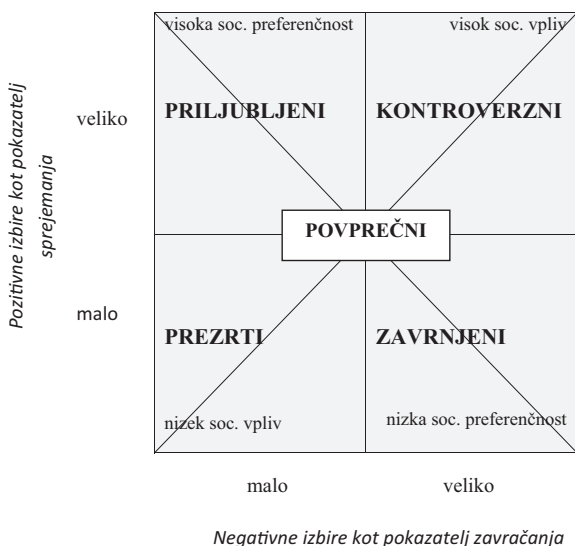 visoka soc. preferenčnost
visok soc. vpliv
Pozitivne izbire kot pokazatelj
sprejemanja
veliko
PRILJUBLJENI
KONTROVERZNI
POVPREČNI
malo
PREZRTI
ZAVRNJENI
nizek soc. vpliv
nizka soc. preferenčnost
malo
veliko
Negativne izbire kot pokazatelj zavračanja